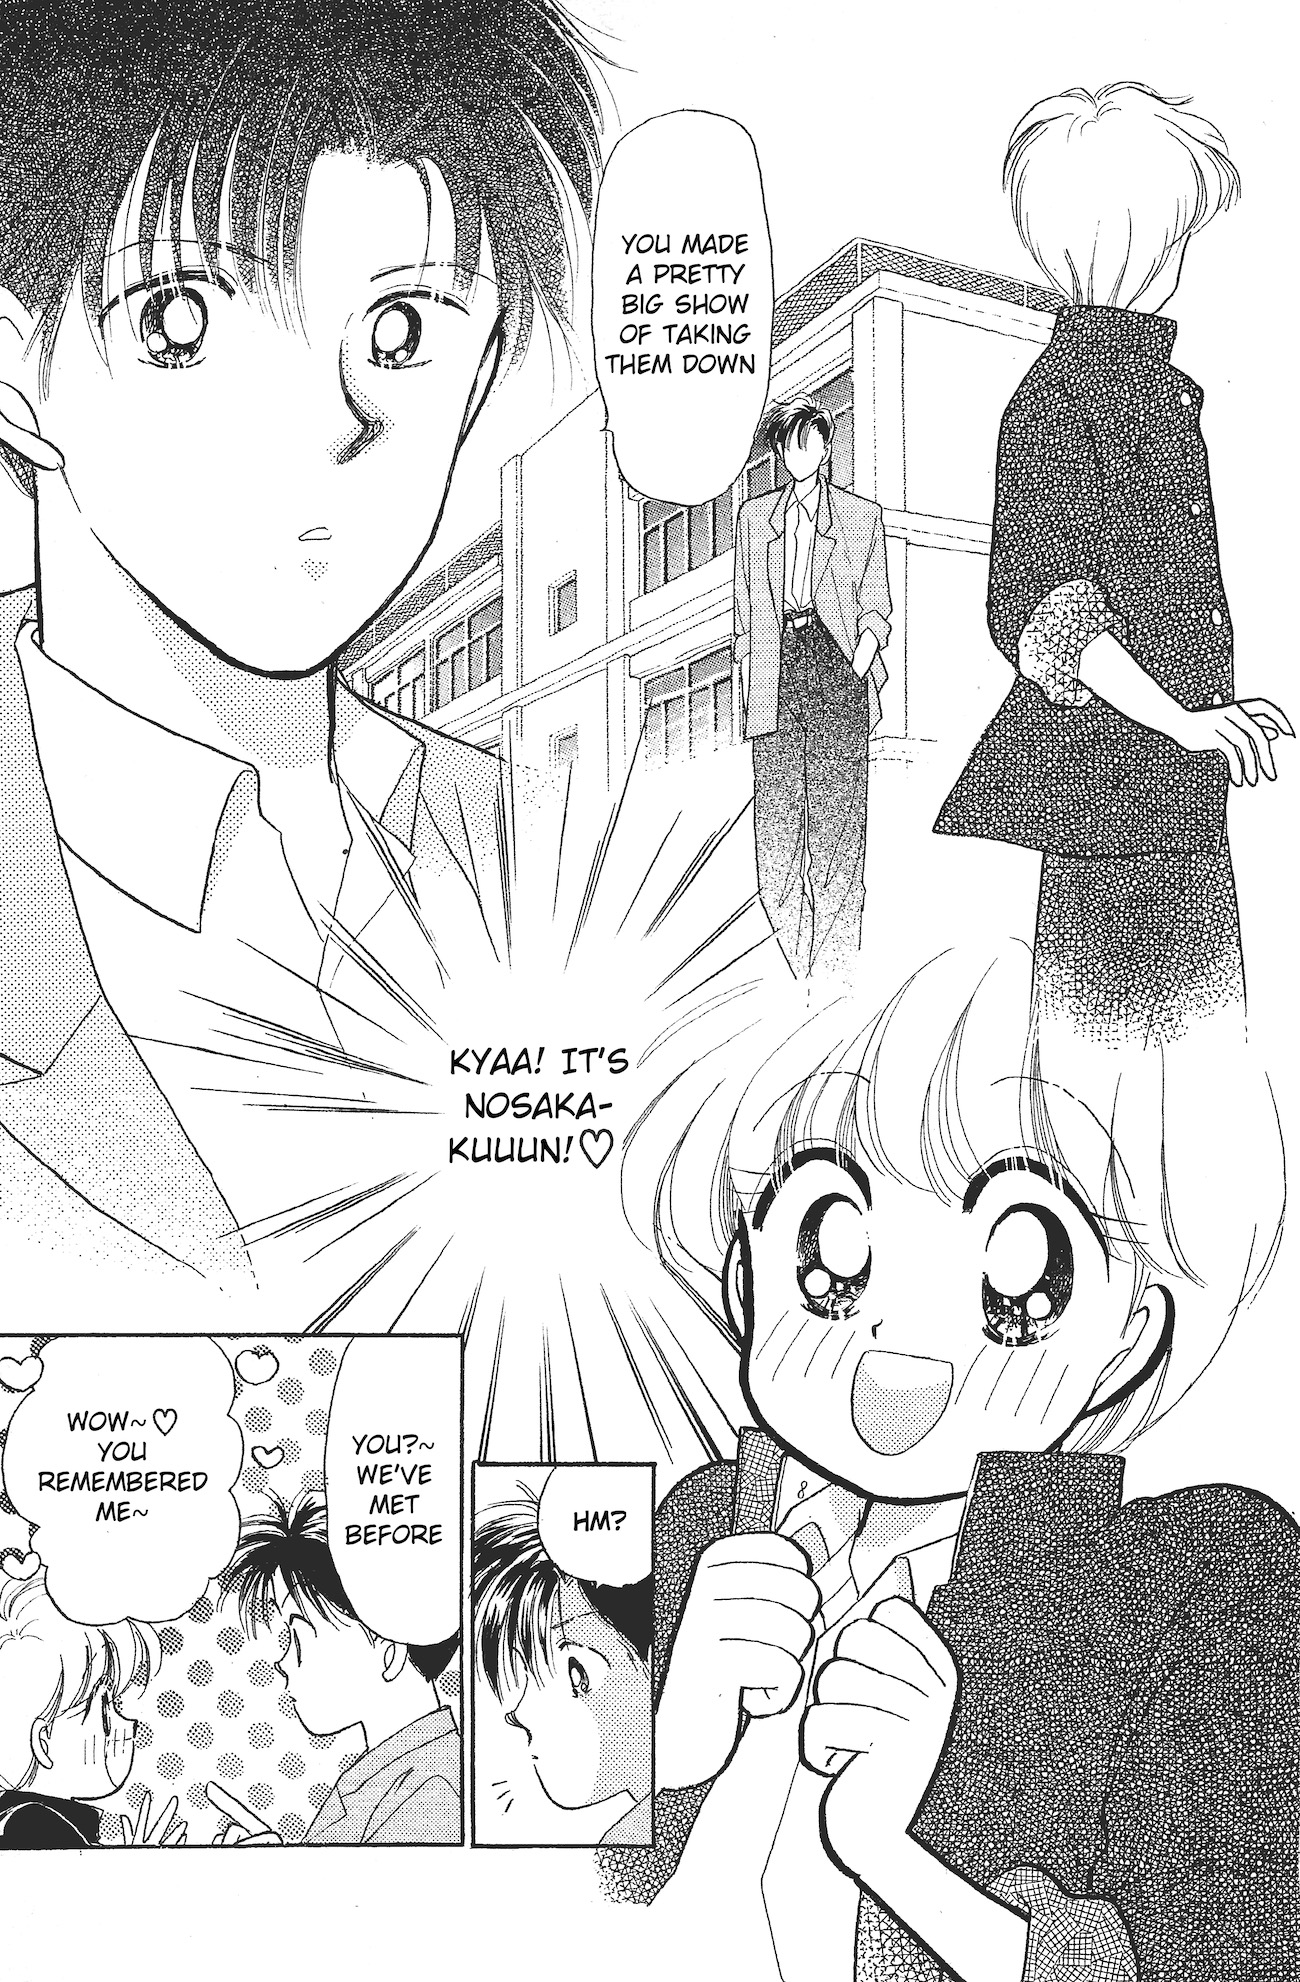 YOU MADE
A PRETTY
BIG SHOW
OF TAKING
THEM DOWN
KYAA! IT'S
NOSAKA-
KUUUN!♡
HM?
YOU?~
WE'VE
MET
BEFORE
WOW~♡
YOU
REMEMBERED
ME~